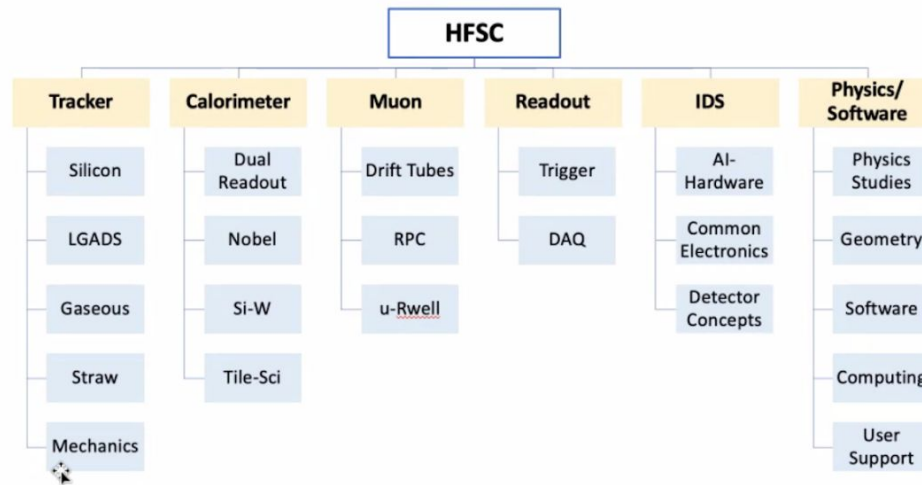 HFSC
Tracker
Calorimeter
Muon
Readout
IDS
Physics/
Software
Silicon
LGADS
Gaseous
Straw
Mechanics
Dual
Readout
Nobel
Si-W
Tile-Sci
Drift Tubes
RPC
u-Rwell
Trigger
DAQ
AI-
Hardware
Common
Electronics
Detector
Concepts
Physics
Studies
Geometry
Software
Computing
User
Support